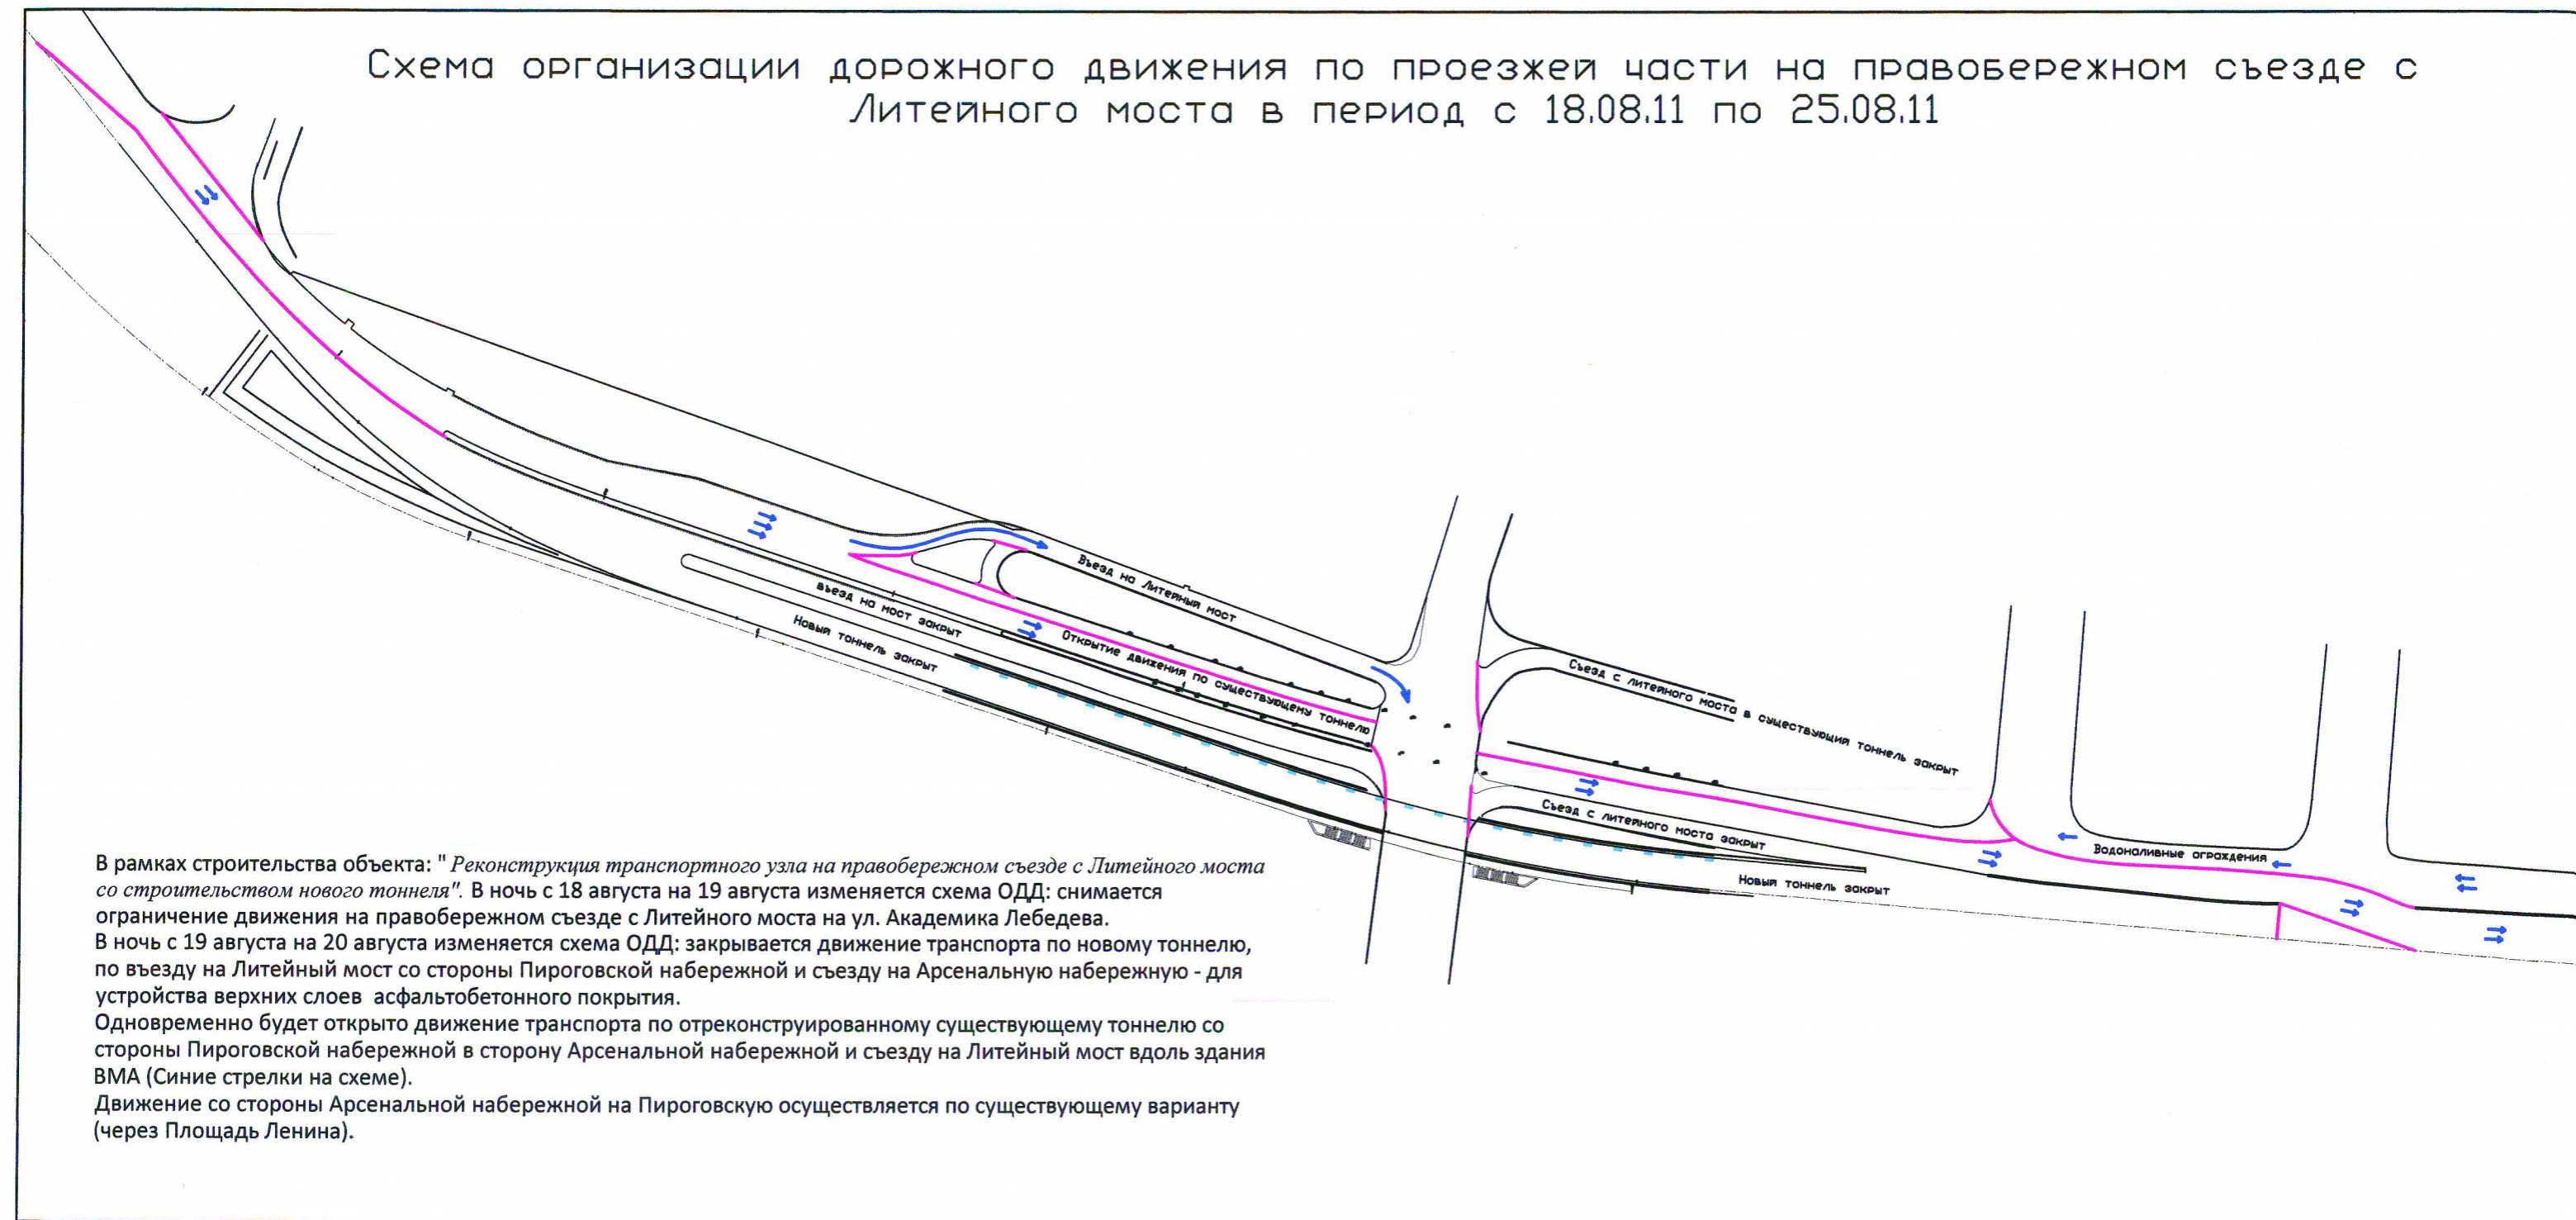 Схема организации дорожного движения по проезжей части на правобережном съезде с
Литейного моста в период с 18.08.11 по 25.08.11
Въезд на Литейный мост
въезд на мост закрыт
Открытие движения по существующему тоннелю
Новый тоннель закрыт
Съезд с литейного моста в существующий тоннель закрыт
Съезд с литейного моста закрыт
Водоналивные ограждения
Новый тоннель закрыт
В рамках строительства объекта: " Реконструкция транспортного узла на правобережном съезде с Литейного моста
со строительством нового тоннеля". В ночь с 18 августа на 19 августа изменяется схема ОДД: снимается
ограничение движения на правобережном съезде с Литейного моста на ул. Академика Лебедева.
В ночь с 19 августа на 20 августа изменяется схема ОДД: закрывается движение транспорта по новому тоннелю,
по въезду на Литейный мост со стороны Пироговской набережной и съезду на Арсенальную набережную - для
устройства верхних слоев асфальтобетонного покрытия.
Одновременно будет открыто движение транспорта по отреконструированному существующему тоннелю со
стороны Пироговской набережной в сторону Арсенальной набережной и съезду на Литейный мост вдоль здания
ВМА (Синие стрелки на схеме).
Движение со стороны Арсенальной набережной на Пироговскую осуществляется по существующему варианту
(через Площадь Ленина).